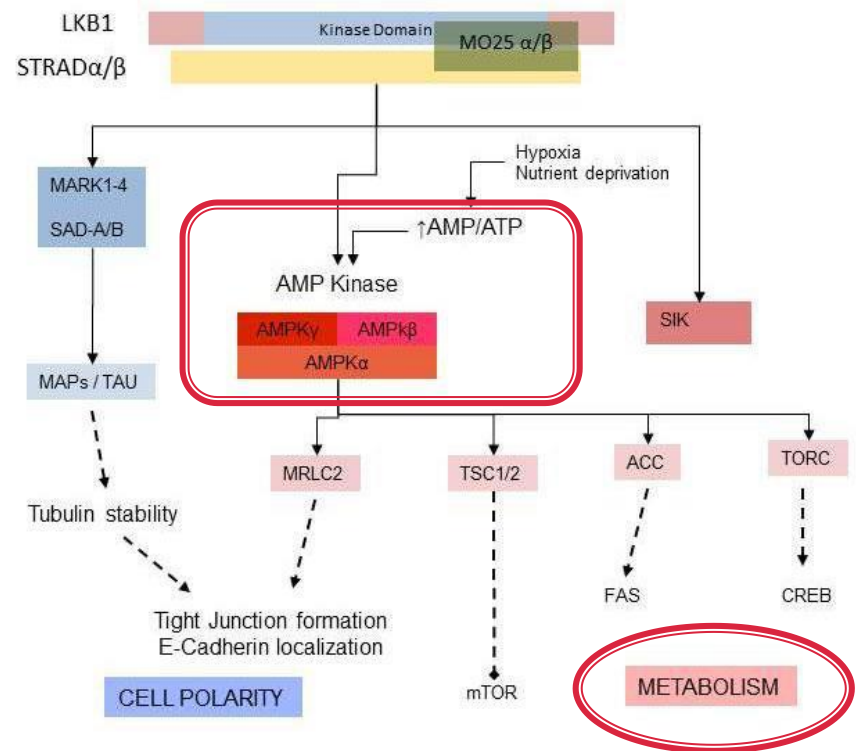 LKB1
Kinase Domain
MO25 α/β
STRADα/β
Hypoxia
Nutrient deprivation
MARK1-4
SAD-A/B
↑AMP/ATP
AMP Kinase
AMPKγ
AMPkβ
AMPKα
SIK
MAPs / TAU
MRLC2
TSC1/2
ACC
TORC
Tubulin stability
FAS
CREB
Tight Junction formation
E-Cadherin localization
mTOR
CELL POLARITY
METABOLISM